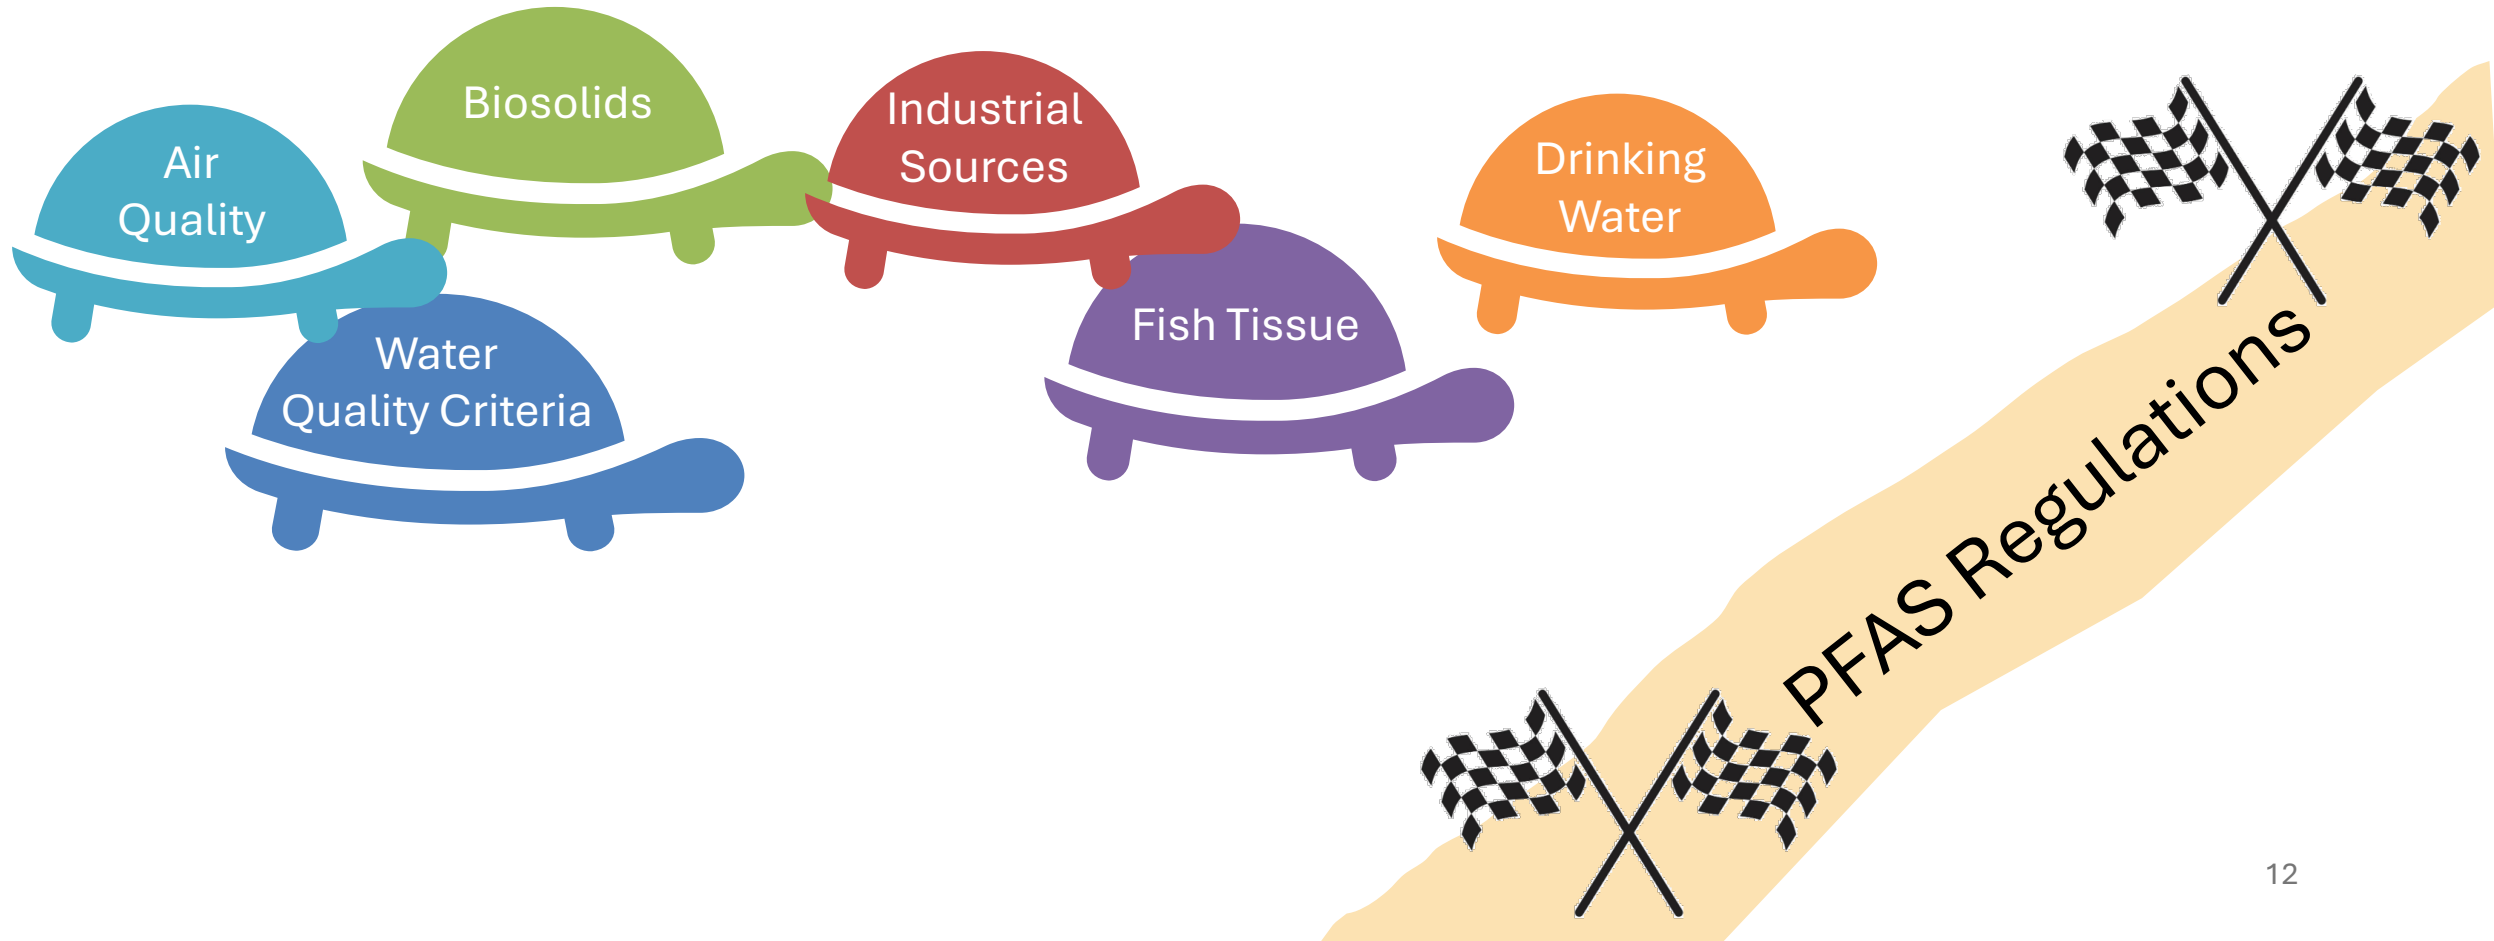 Air
Quality
Biosolids
Industrial
Sources
Drinking
Water
Water
Quality Criteria
Fish Tissue
PFAS Regulations
12